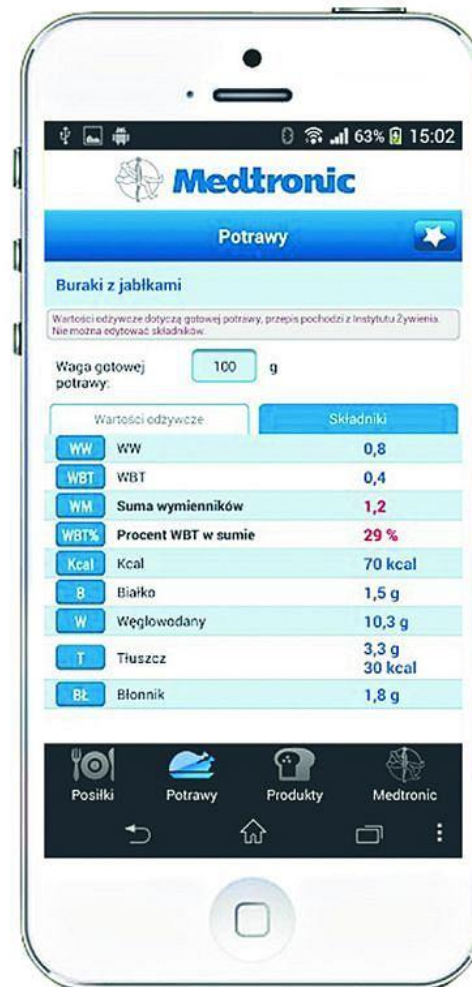 63% 15:02
Medtronic
Potrawy
Buraki z jabłkami
Wartości odżywcze dotyczą gotowej potrawy, przepis pochodzi z Instytutu Żywienia.
Nie można edytować składników.
Waga gotowej 100 g
potrawy:
Wartości odżywcze Składniki
WW WW 0,8
WBT WBT 0,4
WM Suma wymienników 1,2
WBT% Procent WBT w sumie 29 %
Kcal Kcal 70 kcal
B Białko 1,5 g
W Węglowodany 10,3 g
T Tłuszcz 3,3 g
30 kcal
BŁ Błonnik 1,8 g
Posiłki Potrawy Produkty Medtronic